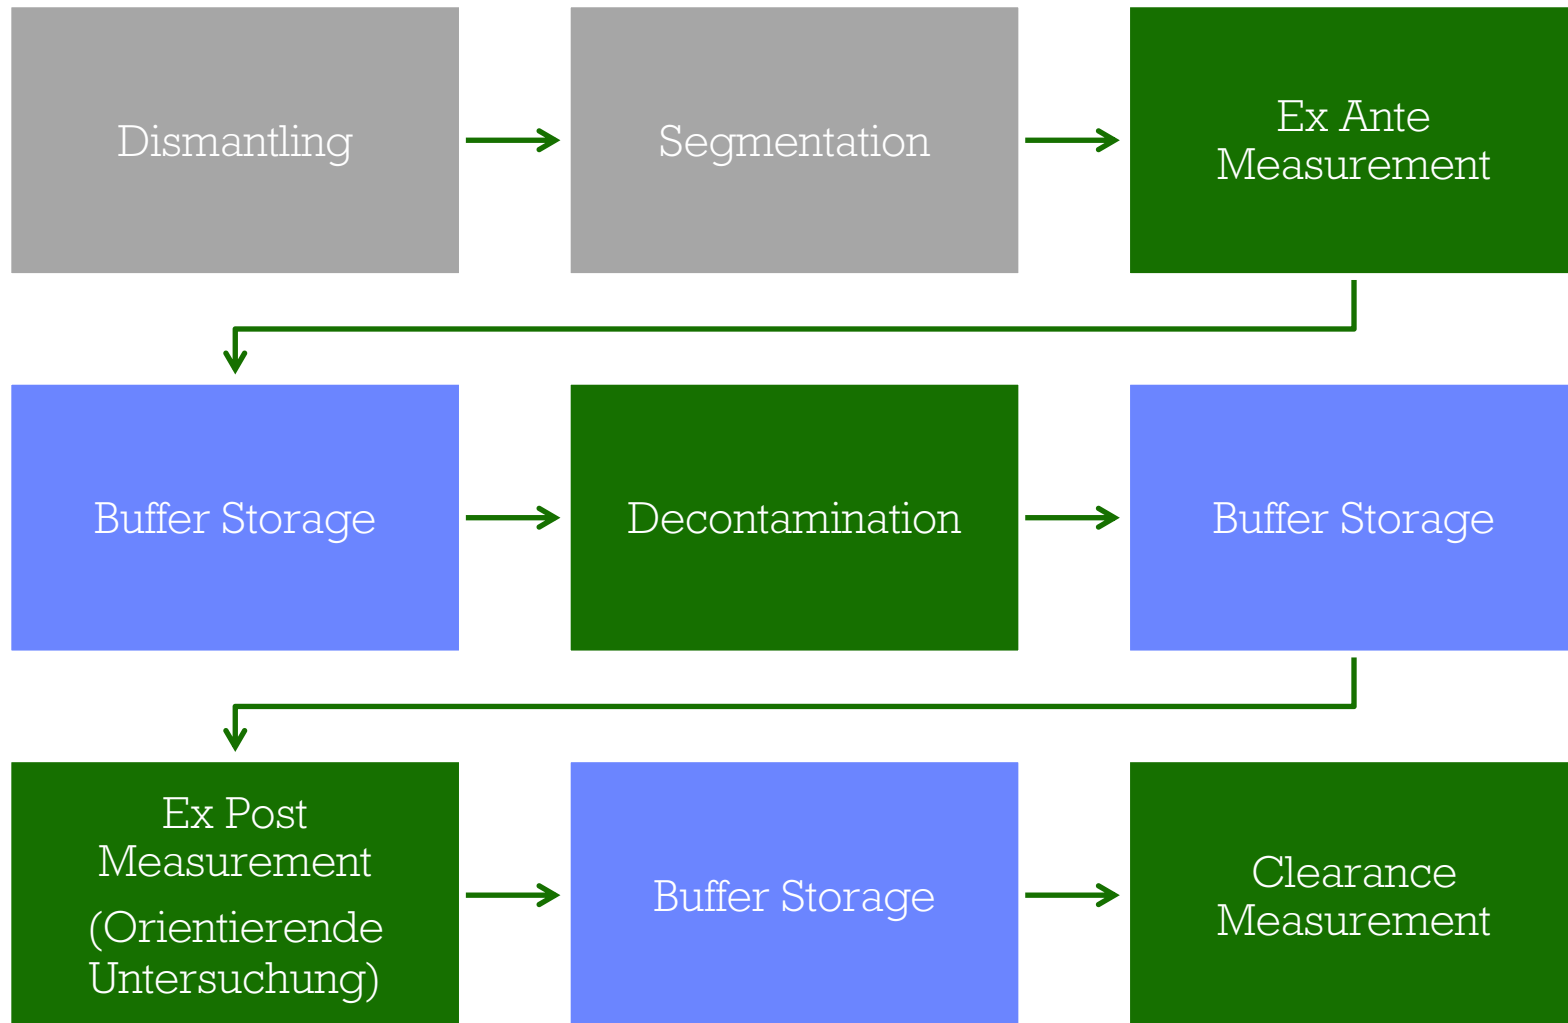 Dismantling
Segmentation
Ex Ante
Measurement
Buffer Storage
Decontamination
Buffer Storage
Ex Post
Measurement
(Orientierende
Untersuchung)
Buffer Storage
Clearance
Measurement